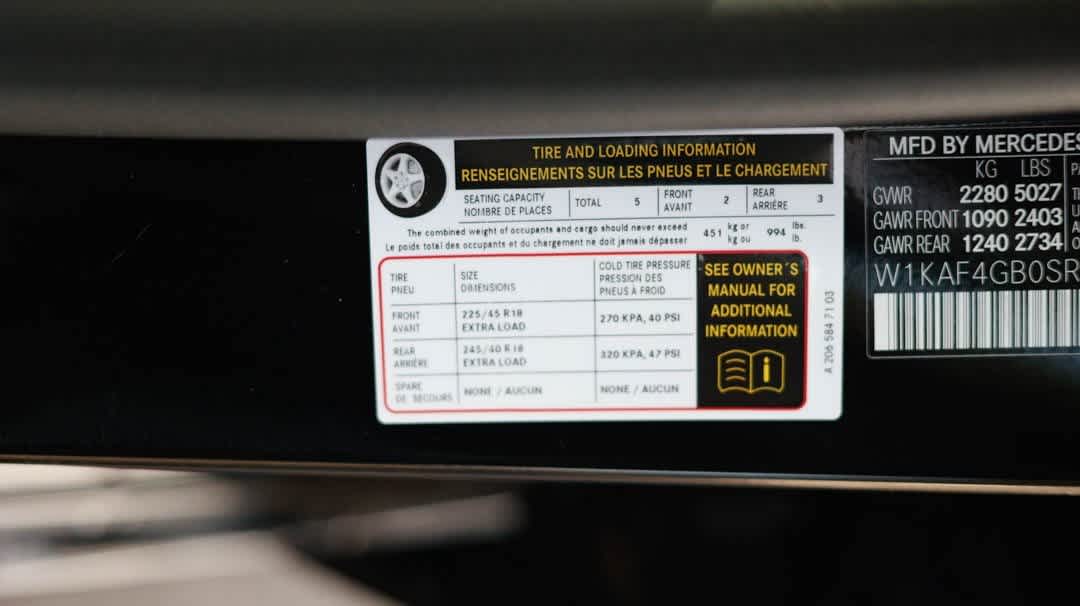 TIRE AND LOADING INFORMATION
RENSEIGNEMENTS SUR LES PNEUS ET LE CHARGEMENT
SEATING CAPACITY
NOMBRE DE PLACES
TOTAL 5
FRONT
AVANT
2
REAR
ARRIÈRE
3
The combined weight of occupants and cargo should never exceed
Le poids total des occupants et du chargement ne doit jamais dépasser
451 kg or
kg ou
994 lbs.
lb.
TIRE
PNEU
SIZE
DIMENSIONS
COLD TIRE PRESSURE
PRESSION DES
PNEUS À FROID
FRONT
AVANT
225/45 R18
EXTRA LOAD
270 KPA, 40 PSI
REAR
ARRIÈRE
245/40 R18
EXTRA LOAD
320 KPA, 47 PSI
SPARE
DE SECOURS
NONE / AUCUN
NONE / AUCUN
SEE OWNER´S
MANUAL FOR
ADDITIONAL
INFORMATION
A 206 584 71 03
MFD BY MERCEDES
KG LBS
GVWR 2280 5027
GAWR FRONT 1090 2403
GAWR REAR 1240 2734
W1KAF4GB0SR